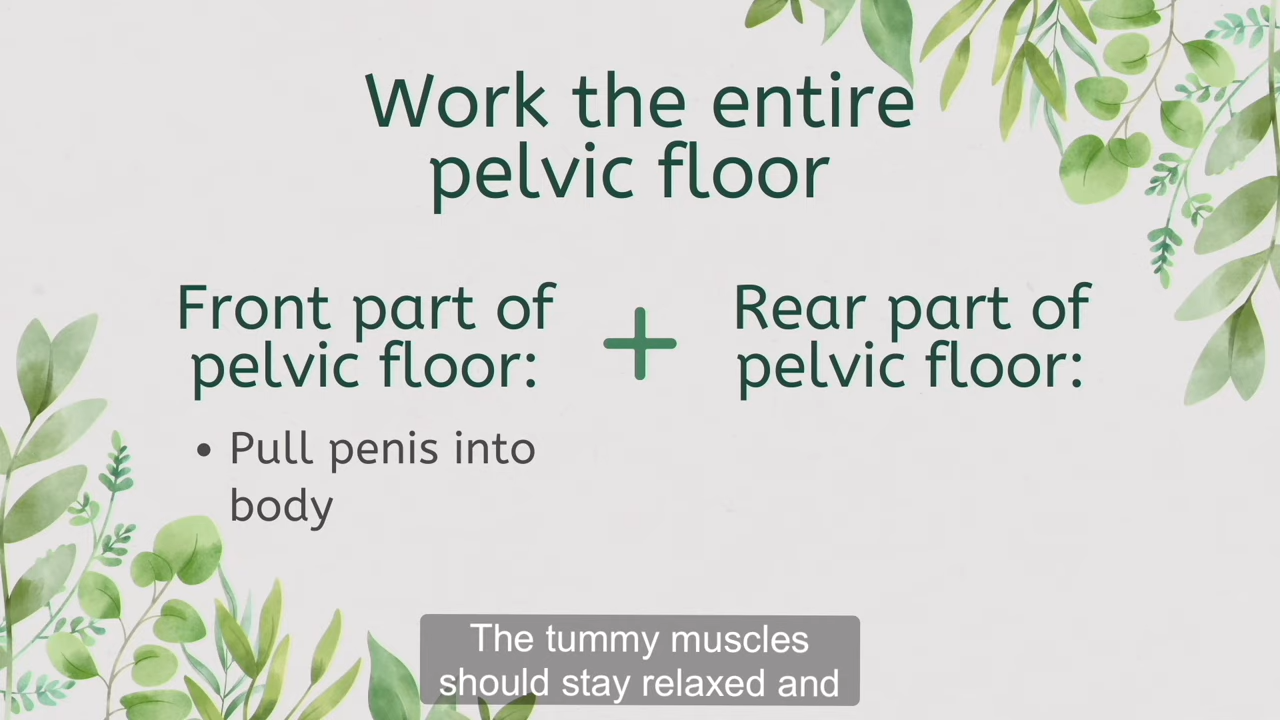 Work the entire
pelvic floor
Front part of
pelvic floor:
• Pull penis into
body
+
Rear part of
pelvic floor:
The tummy muscles
should stay relaxed and